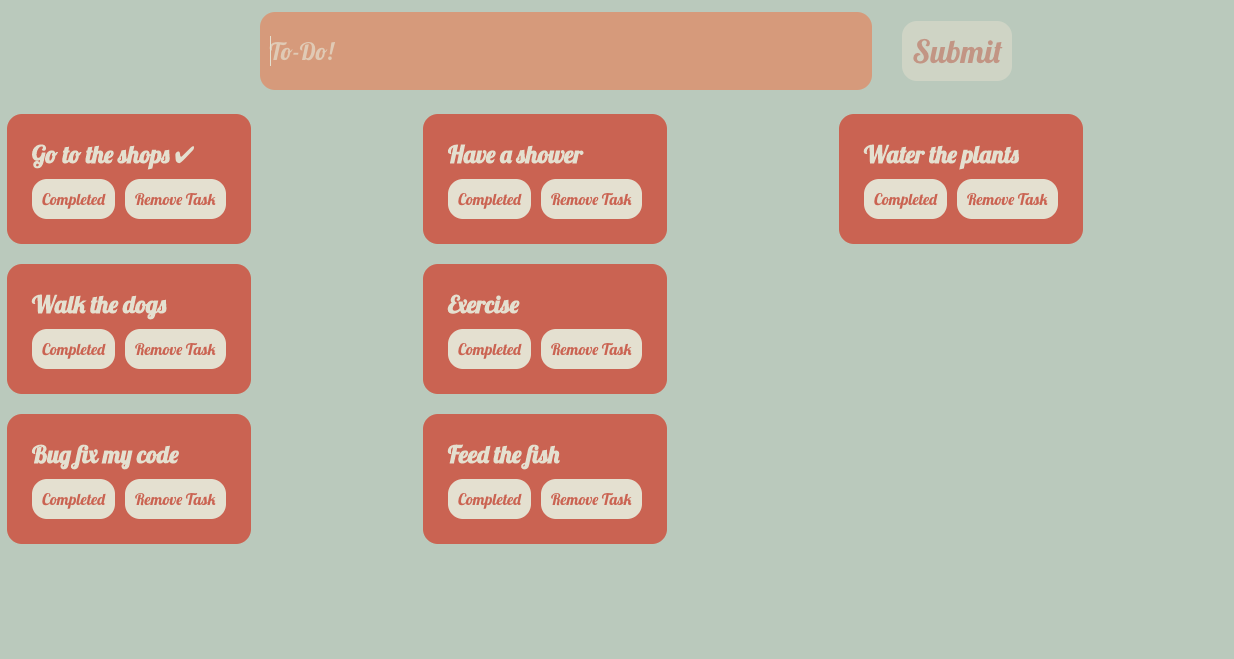 To-Do!
Submit
Go to the shops ✔
Completed
Remove Task
Have a shower
Completed
Remove Task
Water the plants
Completed
Remove Task
Walk the dogs
Completed
Remove Task
Exercise
Completed
Remove Task
Bug fix my code
Completed
Remove Task
Feed the fish
Completed
Remove Task